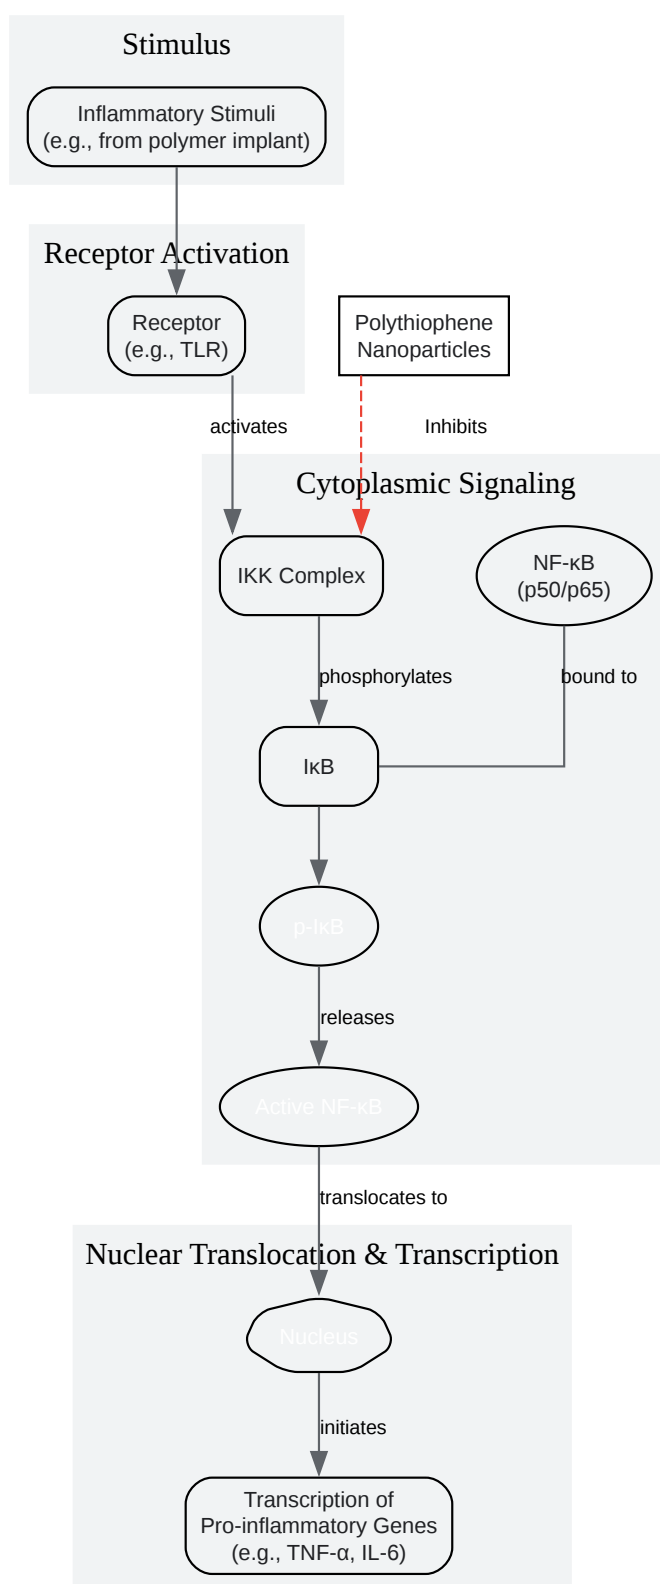 Stimulus
Inflammatory Stimuli
(e.g., from polymer implant)
Receptor Activation
Receptor
(e.g., TLR)
Polythiophene
Nanoparticles
activates
Inhibits
Cytoplasmic Signaling
IKK Complex
NF-κB
(p50/p65)
phosphorylates
bound to
IκB
p-IκB
releases
Active NF-κB
translocates to
Nuclear Translocation & Transcription
Nucleus
initiates
Transcription of
Pro-inflammatory Genes
(e.g., TNF-α, IL-6)